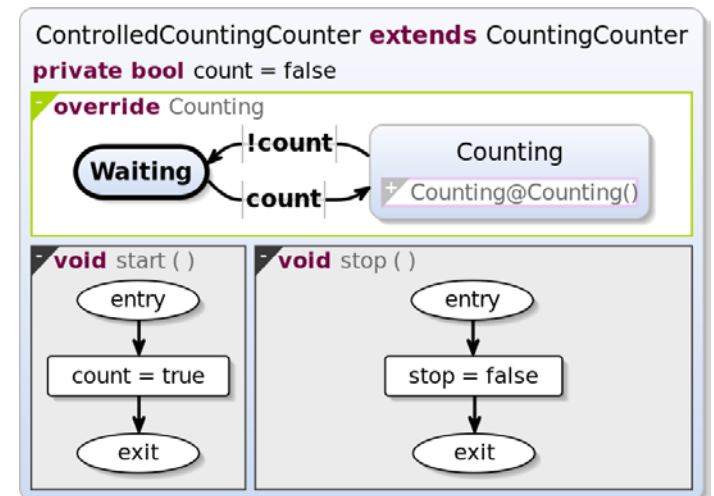 ControlledCountingCounter extends CountingCounter
private bool count = false
- override Counting
!count
Waiting
Counting
count
+ Counting@Counting()
- void start ( )
- void stop ( )
entry
entry
count = true
stop = false
exit
exit